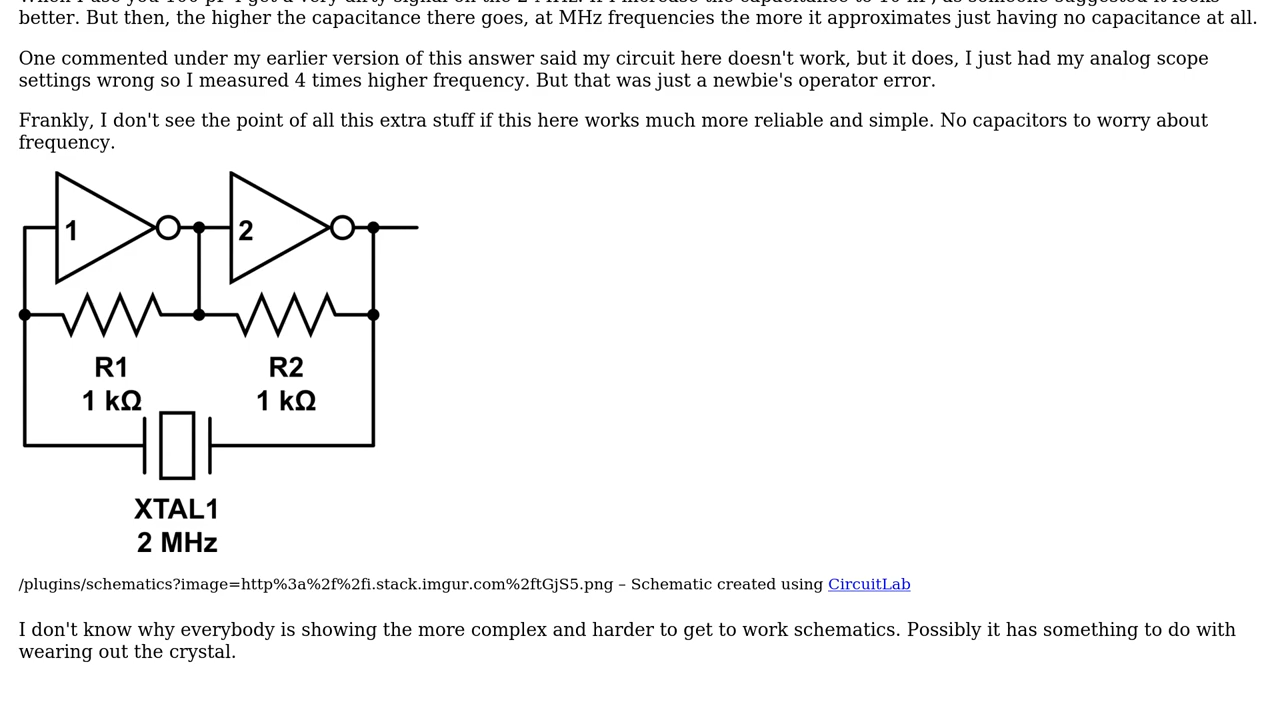 better. But then, the higher the capacitance there goes, at MHz frequencies the more it approximates just having no capacitance at all.
One commented under my earlier version of this answer said my circuit here doesn't work, but it does, I just had my analog scope
settings wrong so I measured 4 times higher frequency. But that was just a newbie's operator error.
Frankly, I don't see the point of all this extra stuff if this here works much more reliable and simple. No capacitors to worry about
frequency.
1
2
R1
R2
1 kΩ
1 kΩ
XTAL1
2 MHz
/plugins/schematics?image=http%3a%2f%2fi.stack.imgur.com%2ftGjS5.png – Schematic created using CircuitLab
I don't know why everybody is showing the more complex and harder to get to work schematics. Possibly it has something to do with
wearing out the crystal.